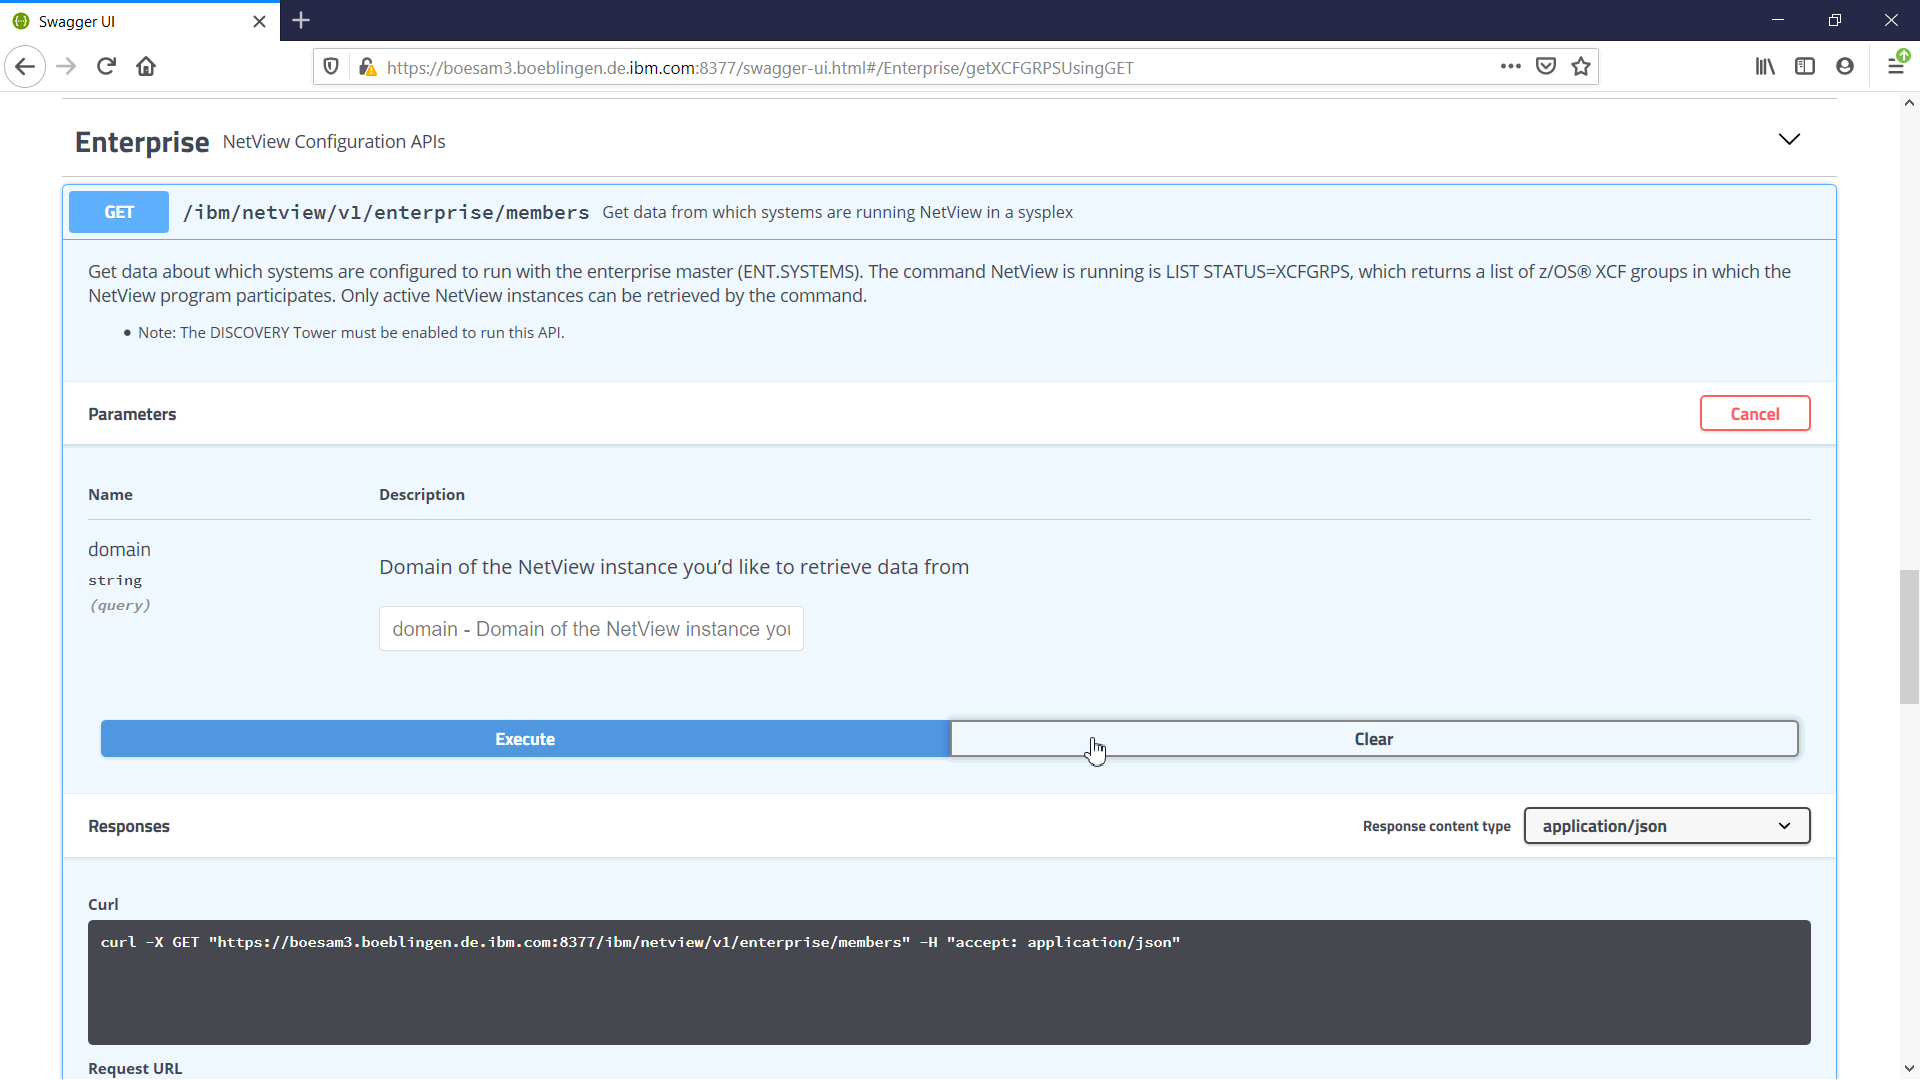 Swagger UI
https://boesam3.boeblingen.de.ibm.com:8377/swagger-ui.html#/Enterprise/getXCFGRPSUsingGET
Enterprise NetView Configuration APIs
GET /ibm/netview/v1/enterprise/members Get data from which systems are running NetView in a sysplex
Get data about which systems are configured to run with the enterprise master (ENT.SYSTEMS). The command NetView is running is LIST STATUS=XCFGRPS, which returns a list of z/OS® XCF groups in which the
NetView program participates. Only active NetView instances can be retrieved by the command.
• Note: The DISCOVERY Tower must be enabled to run this API.
Parameters Cancel
Name Description
domain
string
(query)
Domain of the NetView instance you’d like to retrieve data from
domain - Domain of the NetView instance you
Execute Clear
Responses Response content type application/json
Curl
curl -X GET "https://boesam3.boeblingen.de.ibm.com:8377/ibm/netview/v1/enterprise/members" -H "accept: application/json"
Request URL